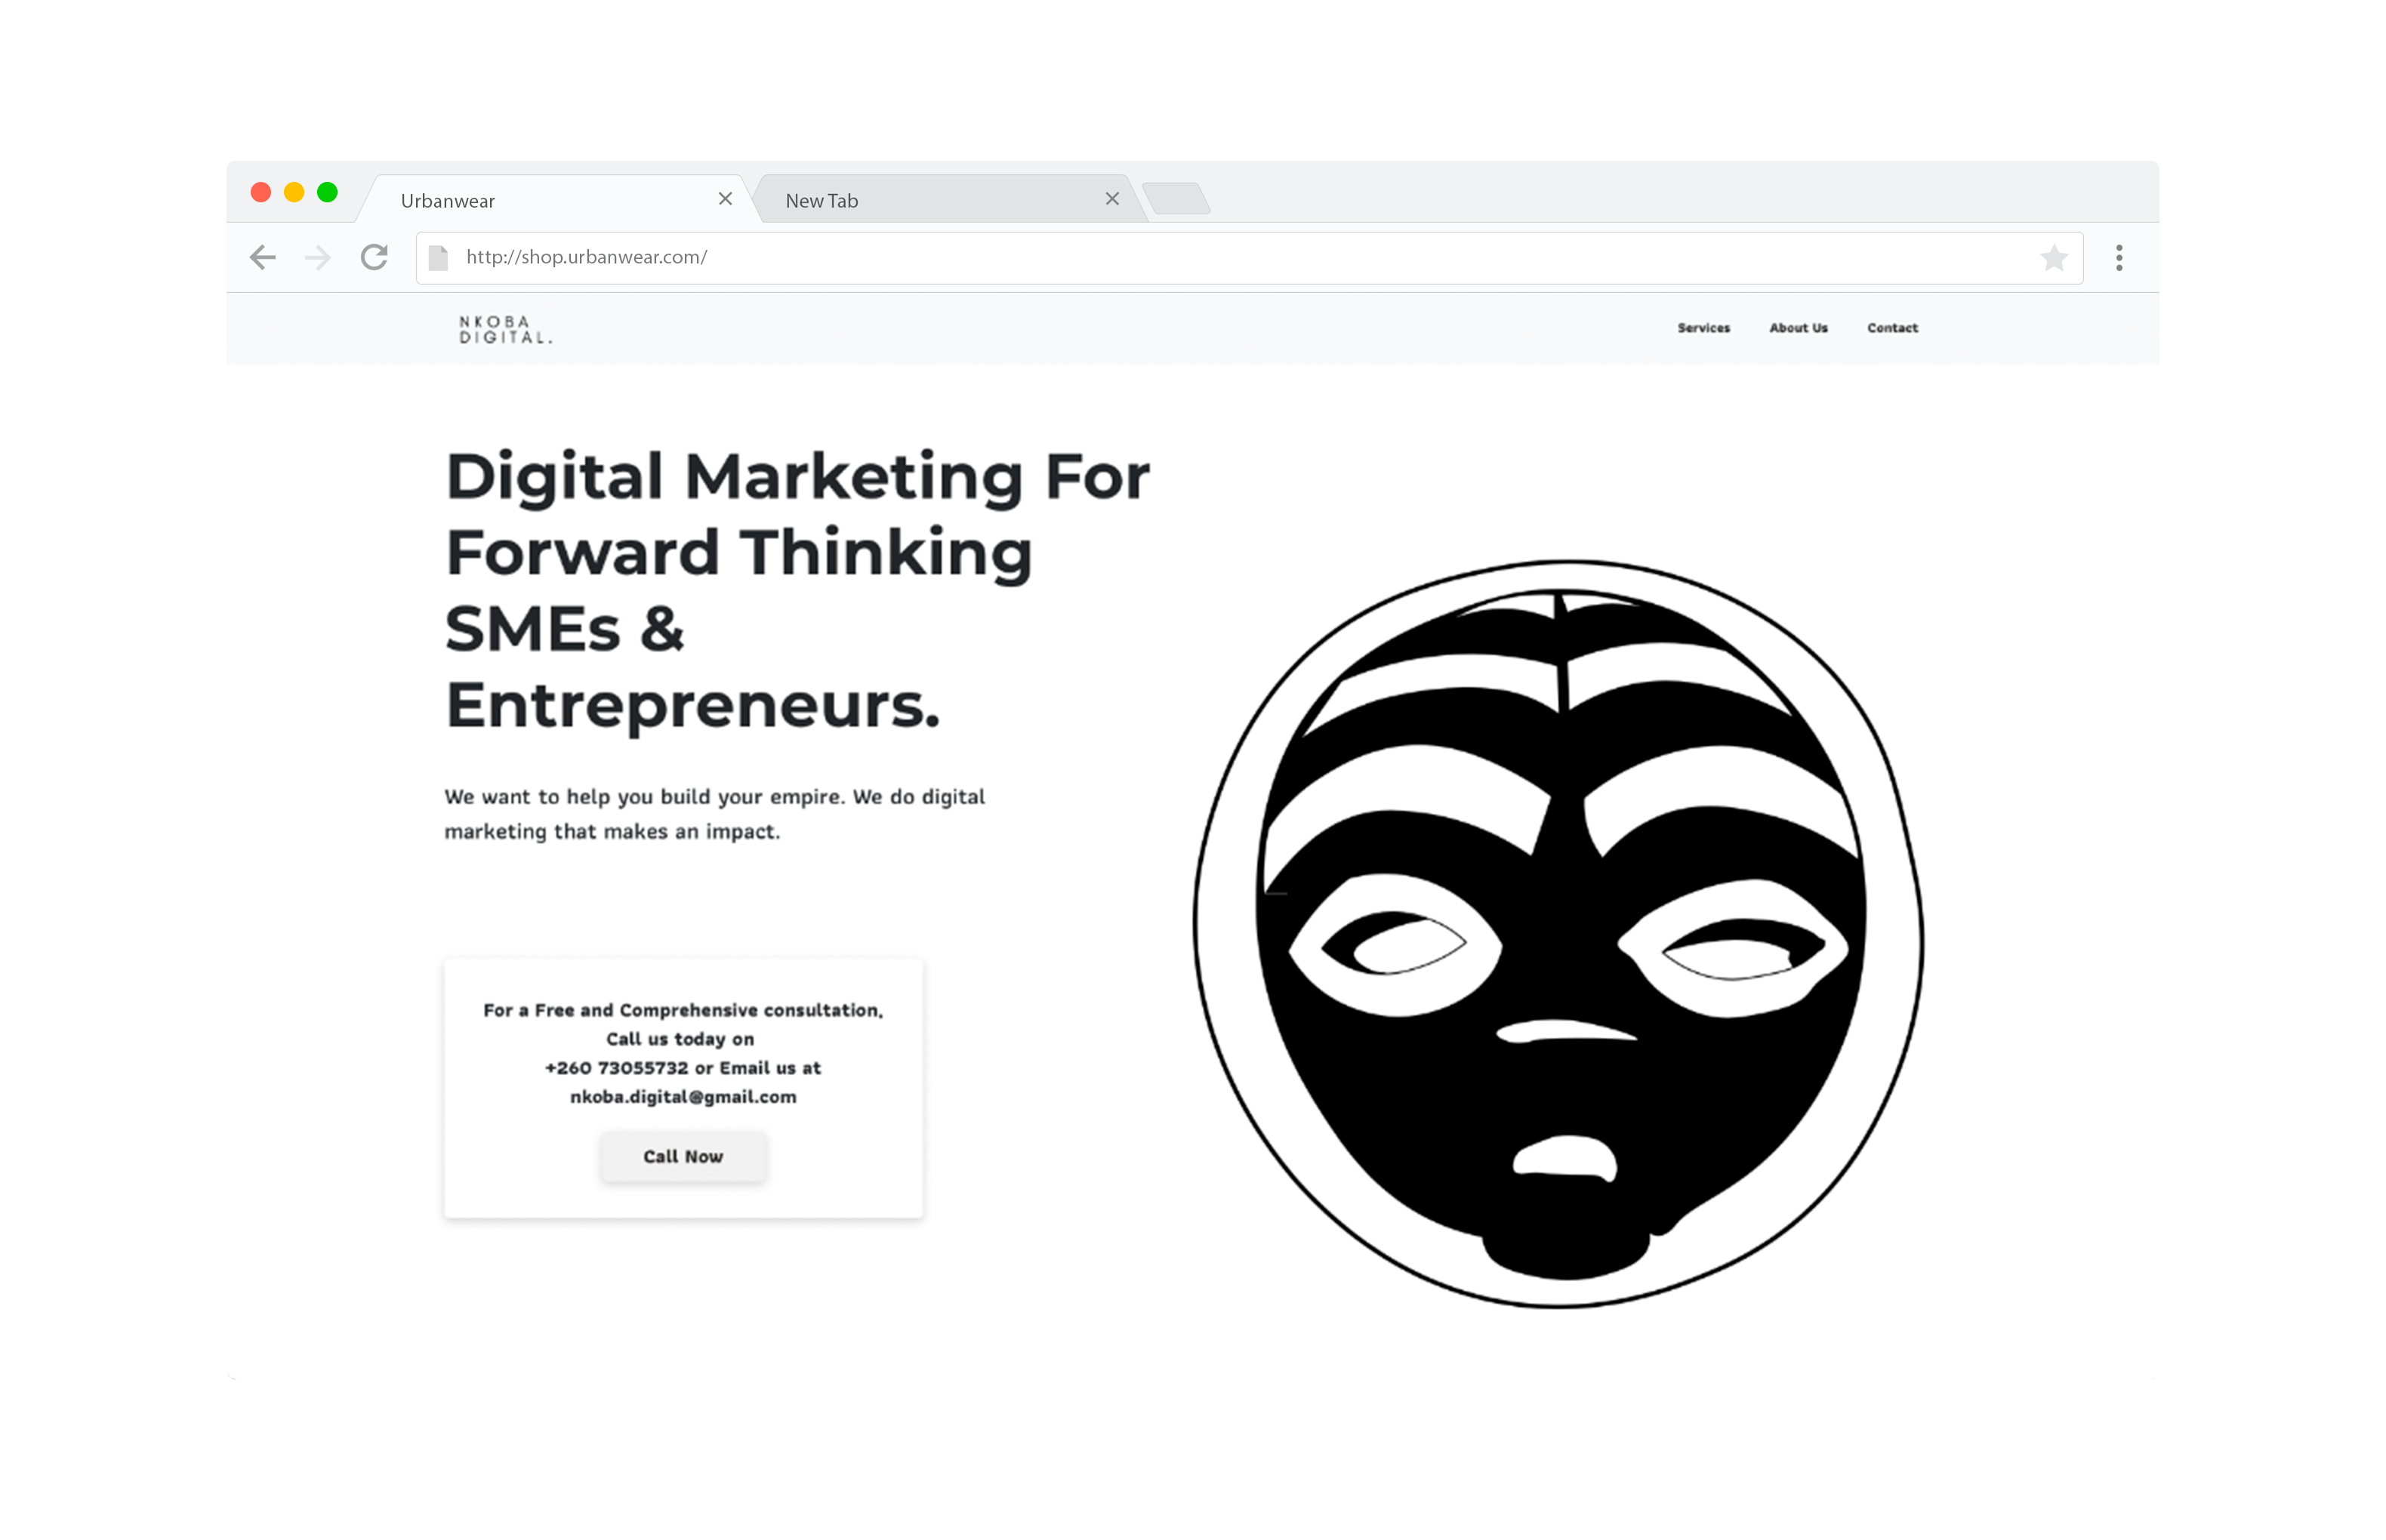 Urbanwear
New Tab
http://shop.urbanwear.com/
NKOBA
DIGITAL.
Services About Us Contact
Digital Marketing For
Forward Thinking
SMEs &
Entrepreneurs.
We want to help you build your empire. We do digital
marketing that makes an impact.
For a Free and Comprehensive consultation,
Call us today on
+260 73055732 or Email us at
nkoba.digital@gmail.com
Call Now